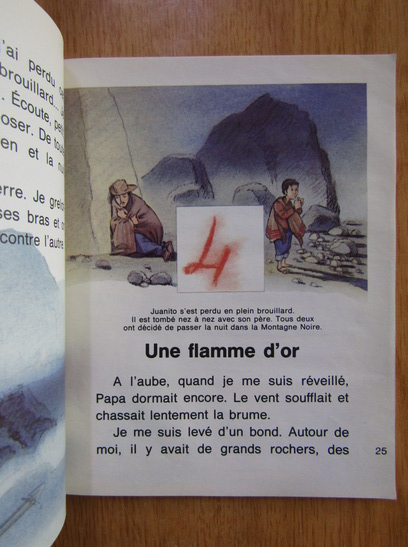 'ai perdu
brouillard...
. Écoute,
oser. De
en et la
erre. Je
ses bras et
contre l'autre
4
Juanito s'est perdu en plein brouillard.
Il est tombé nez à nez avec son père. Tous deux
ont décidé de passer la nuit dans la Montagne Noire.
Une flamme d'or
A l'aube, quand je me suis réveillé,
Papa dormait encore. Le vent soufflait et
chassait lentement la brume.
Je me suis levé d'un bond. Autour de
moi, il y avait de grands rochers, des
25